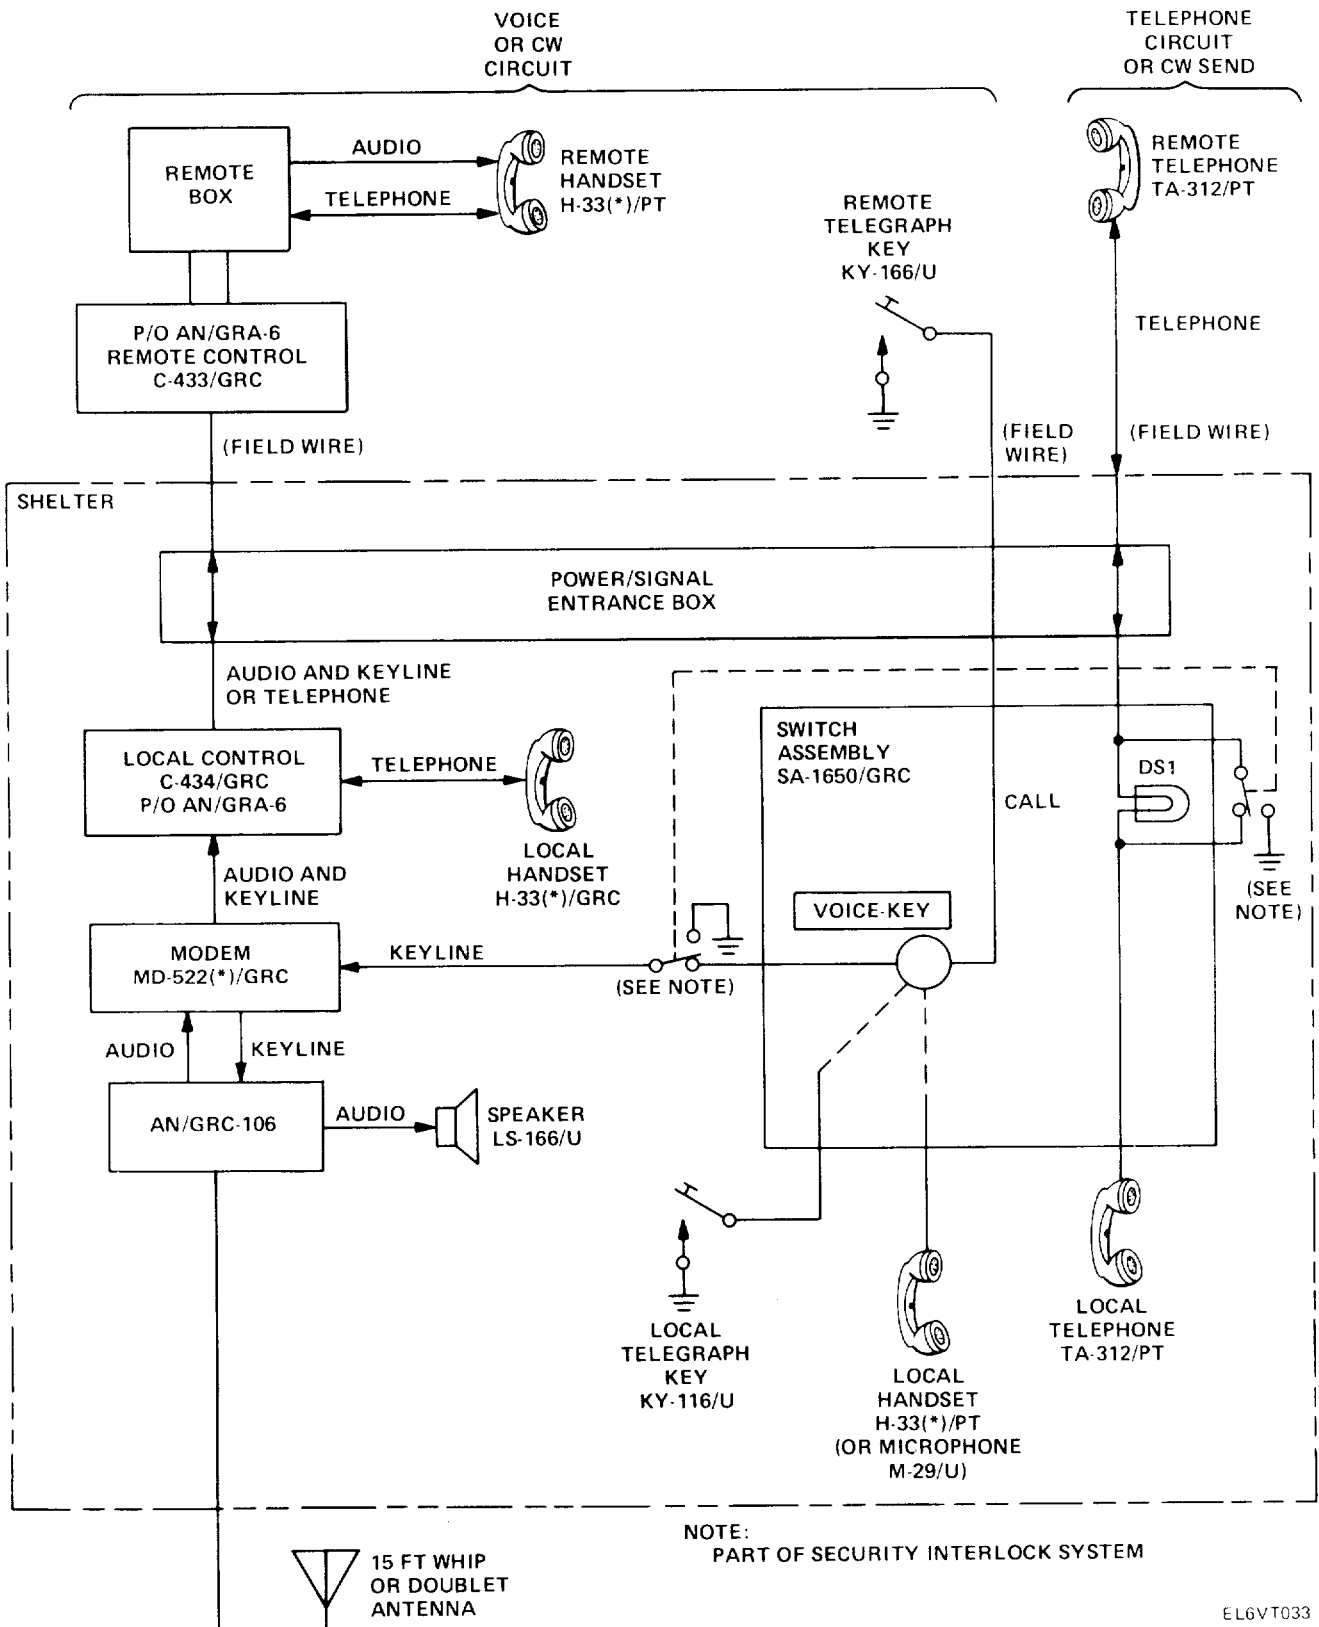 VOICE
OR CW
CIRCUIT
TELEPHONE
CIRCUIT
OR CW SEND
REMOTE
BOX
AUDIO
TELEPHONE
REMOTE
HANDSET
H-33(*)/PT
REMOTE
TELEGRAPH
KEY
KY-166/U
REMOTE
TELEPHONE
TA-312/PT
TELEPHONE
P/O AN/GRA-6
REMOTE CONTROL
C-433/GRC
(FIELD WIRE)
(FIELD
WIRE)
(FIELD WIRE)
SHELTER
POWER/SIGNAL
ENTRANCE BOX
AUDIO AND KEYLINE
OR TELEPHONE
LOCAL CONTROL
C-434/GRC
P/O AN/GRA-6
TELEPHONE
LOCAL
HANDSET
H-33(*)/GRC
SWITCH
ASSEMBLY
SA-1650/GRC
CALL
DS1
(SEE
NOTE)
AUDIO AND
KEYLINE
VOICE-KEY
MODEM
MD-522(*)/GRC
KEYLINE
(SEE NOTE)
AUDIO
KEYLINE
AN/GRC-106
AUDIO
SPEAKER
LS-166/U
LOCAL
TELEGRAPH
KEY
KY-116/U
LOCAL
HANDSET
H-33(*)/PT
(OR MICROPHONE
M-29/U)
LOCAL
TELEPHONE
TA-312/PT
NOTE:
PART OF SECURITY INTERLOCK SYSTEM
15 FT WHIP
OR DOUBLET
ANTENNA
EL6VT033